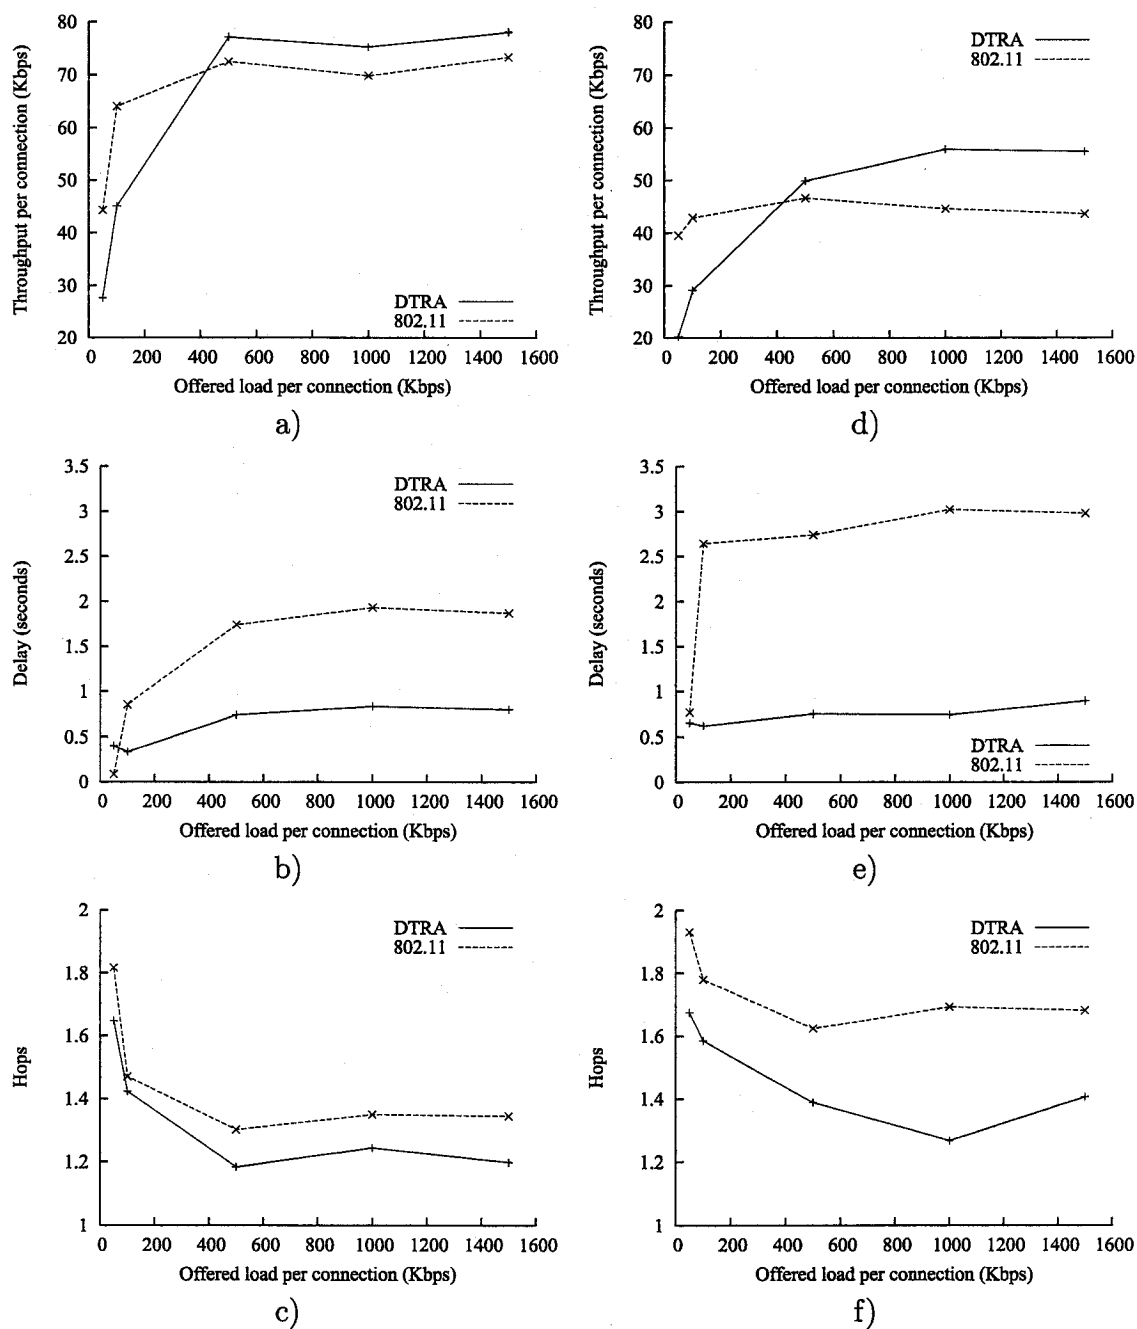 80
70
60
50
40
30
20
Throughput per connection (Kbps)
DTRA
802.11
0 200 400 600 800 1000 1200 1400 1600
Offered load per connection (Kbps)
a)
80
70
60
50
40
30
20
Throughput per connection (Kbps)
DTRA
802.11
0 200 400 600 800 1000 1200 1400 1600
Offered load per connection (Kbps)
d)
3.5
3
2.5
2
1.5
1
0.5
0
Delay (seconds)
DTRA
802.11
0 200 400 600 800 1000 1200 1400 1600
Offered load per connection (Kbps)
b)
3.5
3
2.5
2
1.5
1
0.5
0
Delay (seconds)
DTRA
802.11
0 200 400 600 800 1000 1200 1400 1600
Offered load per connection (Kbps)
e)
2
1.8
1.6
1.4
1.2
1
Hops
DTRA
802.11
0 200 400 600 800 1000 1200 1400 1600
Offered load per connection (Kbps)
c)
2
1.8
1.6
1.4
1.2
1
Hops
DTRA
802.11
0 200 400 600 800 1000 1200 1400 1600
Offered load per connection (Kbps)
f)